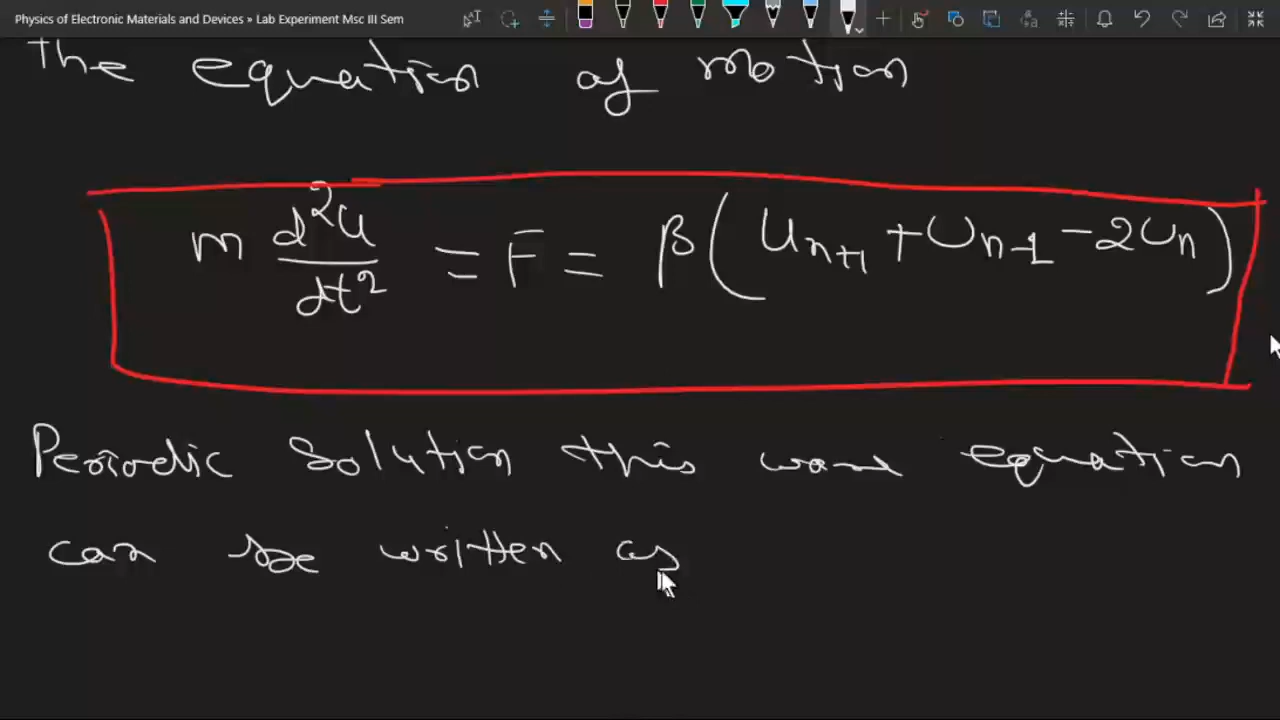 Physics of Electronic Materials and Devices » Lab Experiment Msc III Sem
the equation of motion
m d²u/dt² = F = β(Un+1 + Un-1 - 2Un)
Periodic solution this wave equation
can be written as